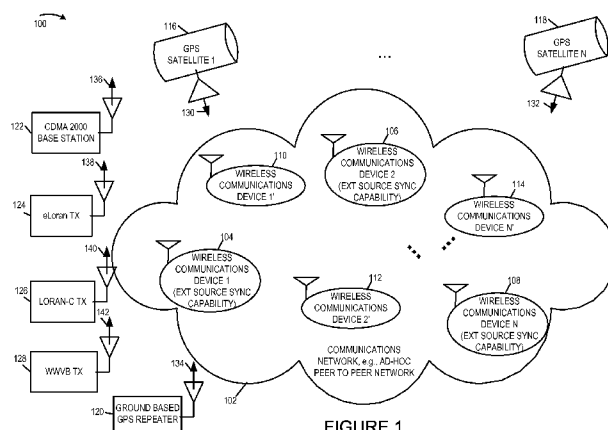 100
116
GPS
SATELLITE 1
...
118
GPS
SATELLITE N
136
130
132
122
CDMA 2000
BASE STATION
138
124
eLoran TX
140
126
LORAN-C TX
142
128
WWVB TX
134
120
GROUND BASED
GPS REPEATER
110
WIRELESS
COMMUNICATIONS
DEVICE 1'
106
WIRELESS
COMMUNICATIONS
DEVICE 2
(EXT SOURCE SYNC
CAPABILITY)
114
WIRELESS
COMMUNICATIONS
DEVICE N'
104
WIRELESS
COMMUNICATIONS
DEVICE 1
(EXT SOURCE SYNC
CAPABILITY)
112
WIRELESS
COMMUNICATIONS
DEVICE 2'
108
WIRELESS
COMMUNICATIONS
DEVICE N
(EXT SOURCE SYNC
CAPABILITY)
COMMUNICATIONS
NETWORK, e.g., AD-HOC
PEER TO PEER NETWORK
102
FIGURE 1